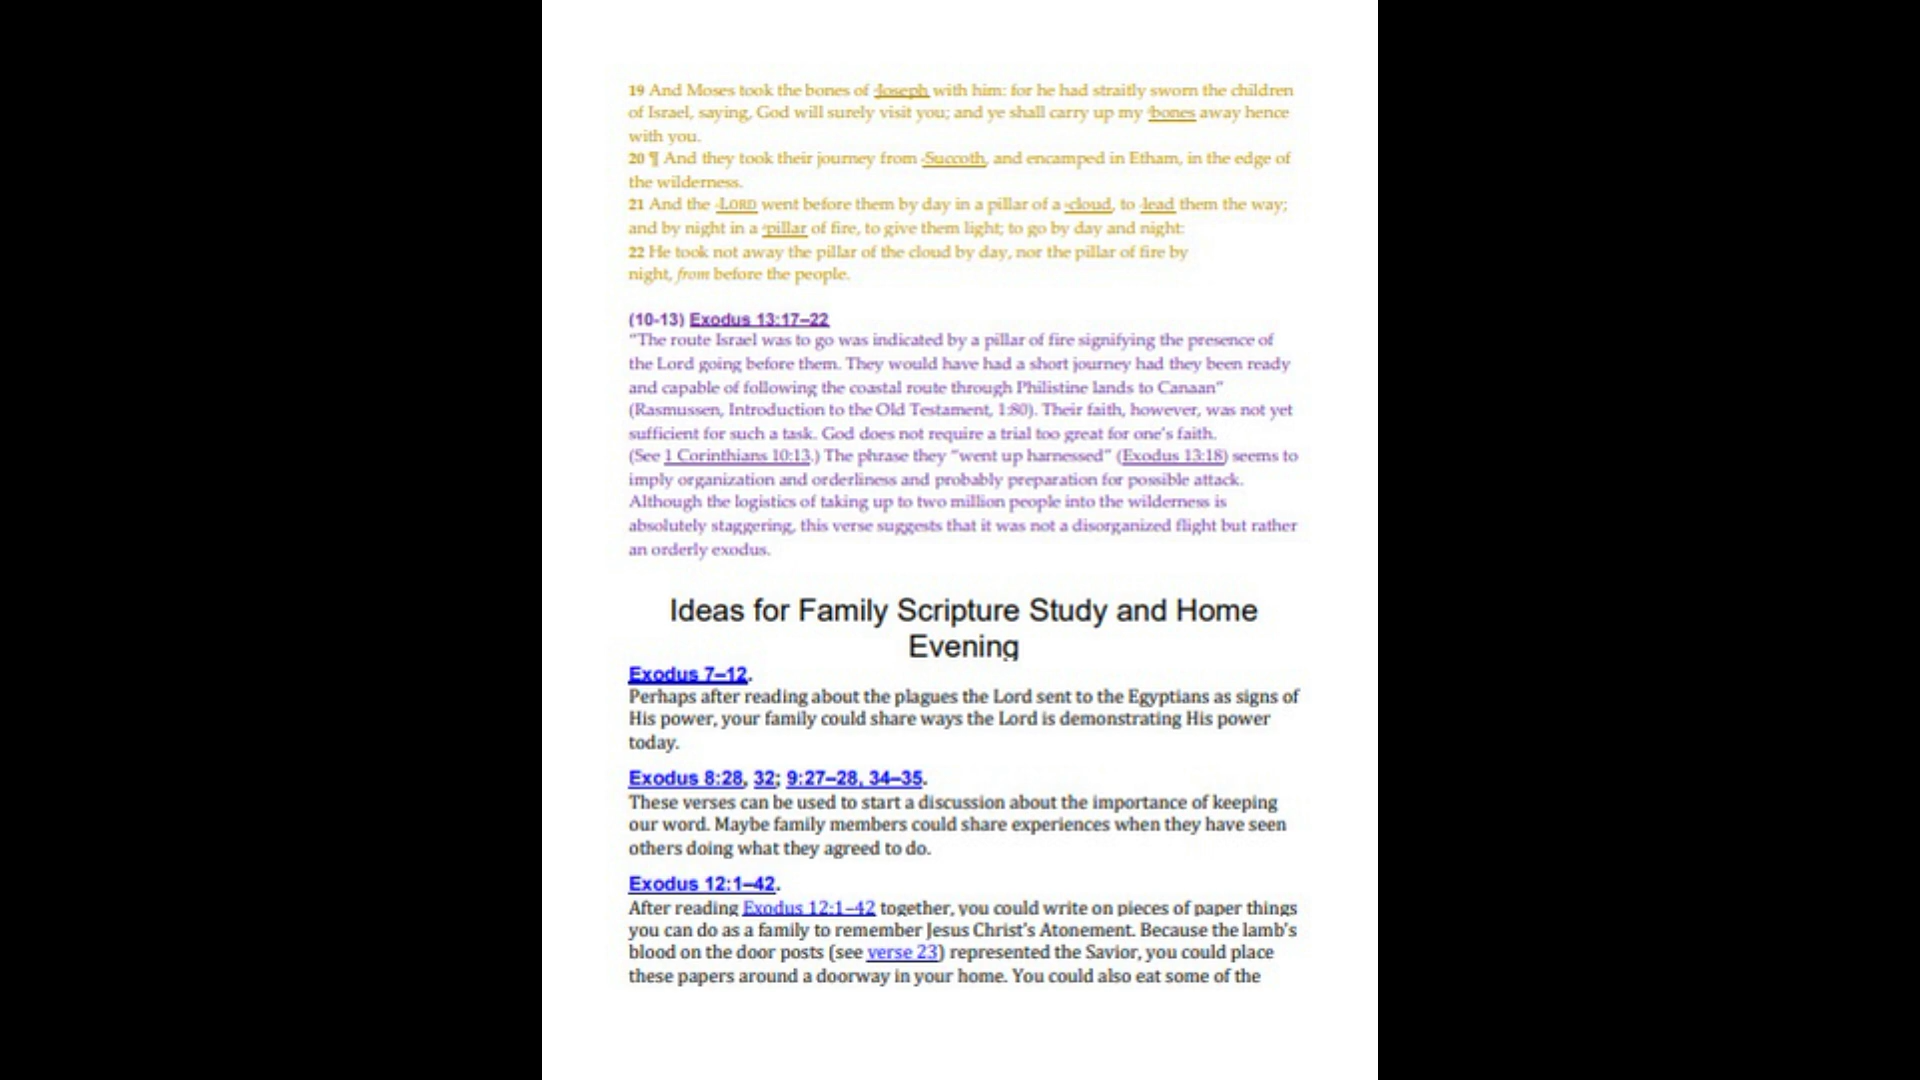 19 And Moses took the bones of Joseph with him: for he had straitly sworn the children
of Israel, saying, God will surely visit you; and ye shall carry up my bones away hence
with you.
20 ¶ And they took their journey from Succoth, and encamped in Etham, in the edge of
the wilderness.
21 And the LORD went before them by day in a pillar of a cloud, to lead them the way;
and by night in a pillar of fire, to give them light; to go by day and night:
22 He took not away the pillar of the cloud by day, nor the pillar of fire by
night, from before the people.
(10-13) Exodus 13:17–22
“The route Israel was to go was indicated by a pillar of fire signifying the presence of
the Lord going before them. They would have had a short journey had they been ready
and capable of following the coastal route through Philistine lands to Canaan”
(Rasmussen, Introduction to the Old Testament, 1:80). Their faith, however, was not yet
sufficient for such a task. God does not require a trial too great for one’s faith.
(See 1 Corinthians 10:13.) The phrase they “went up harnessed” (Exodus 13:18) seems to
imply organization and orderliness and probably preparation for possible attack.
Although the logistics of taking up to two million people into the wilderness is
absolutely staggering, this verse suggests that it was not a disorganized flight but rather
an orderly exodus.
Ideas for Family Scripture Study and Home
Evening
Exodus 7–12.
Perhaps after reading about the plagues the Lord sent to the Egyptians as signs of
His power, your family could share ways the Lord is demonstrating His power
today.
Exodus 8:28, 32; 9:27–28, 34–35.
These verses can be used to start a discussion about the importance of keeping
our word. Maybe family members could share experiences when they have seen
others doing what they agreed to do.
Exodus 12:1–42.
After reading Exodus 12:1–42 together, you could write on pieces of paper things
you can do as a family to remember Jesus Christ’s Atonement. Because the lamb’s
blood on the door posts (see verse 23) represented the Savior, you could place
these papers around a doorway in your home. You could also eat some of the